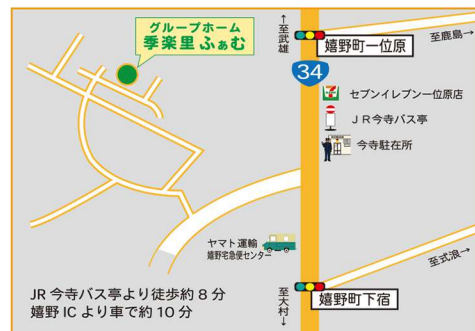 グループホーム
季楽里 ふぁむ
←至武雄
嬉野町一位原
至鹿島→
34
セブンイレブン一位原店
JR今寺バス亭
今寺駐在所
ヤマト運輸
嬉野宅急便センター
至式浪→
嬉野町下宿
至大村→
JR 今寺バス亭より徒歩約 8 分
嬉野 IC より車で約 10 分